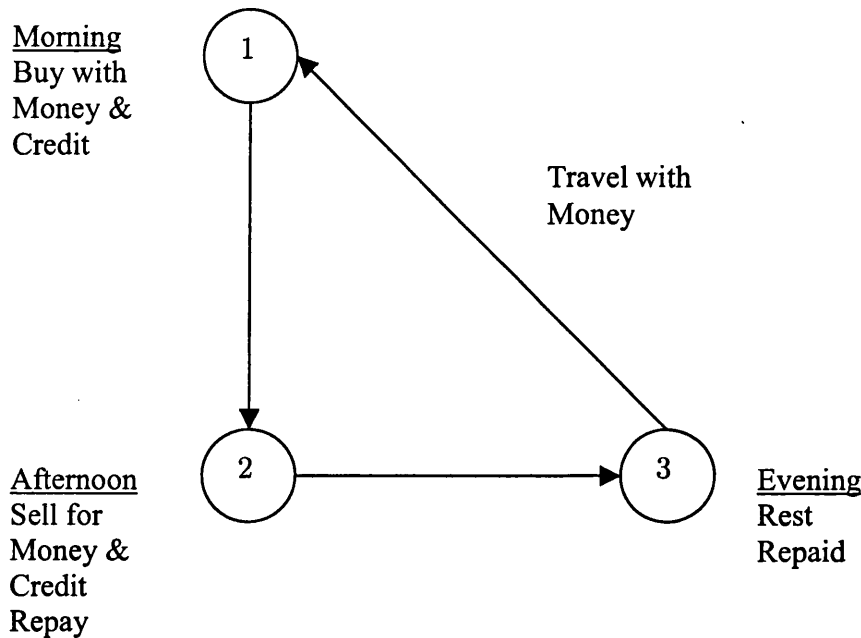 Morning
Buy with
Money &
Credit
1
Travel with
Money
2
3
Afternoon
Sell for
Money &
Credit
Repay
Evening
Rest
Repaid